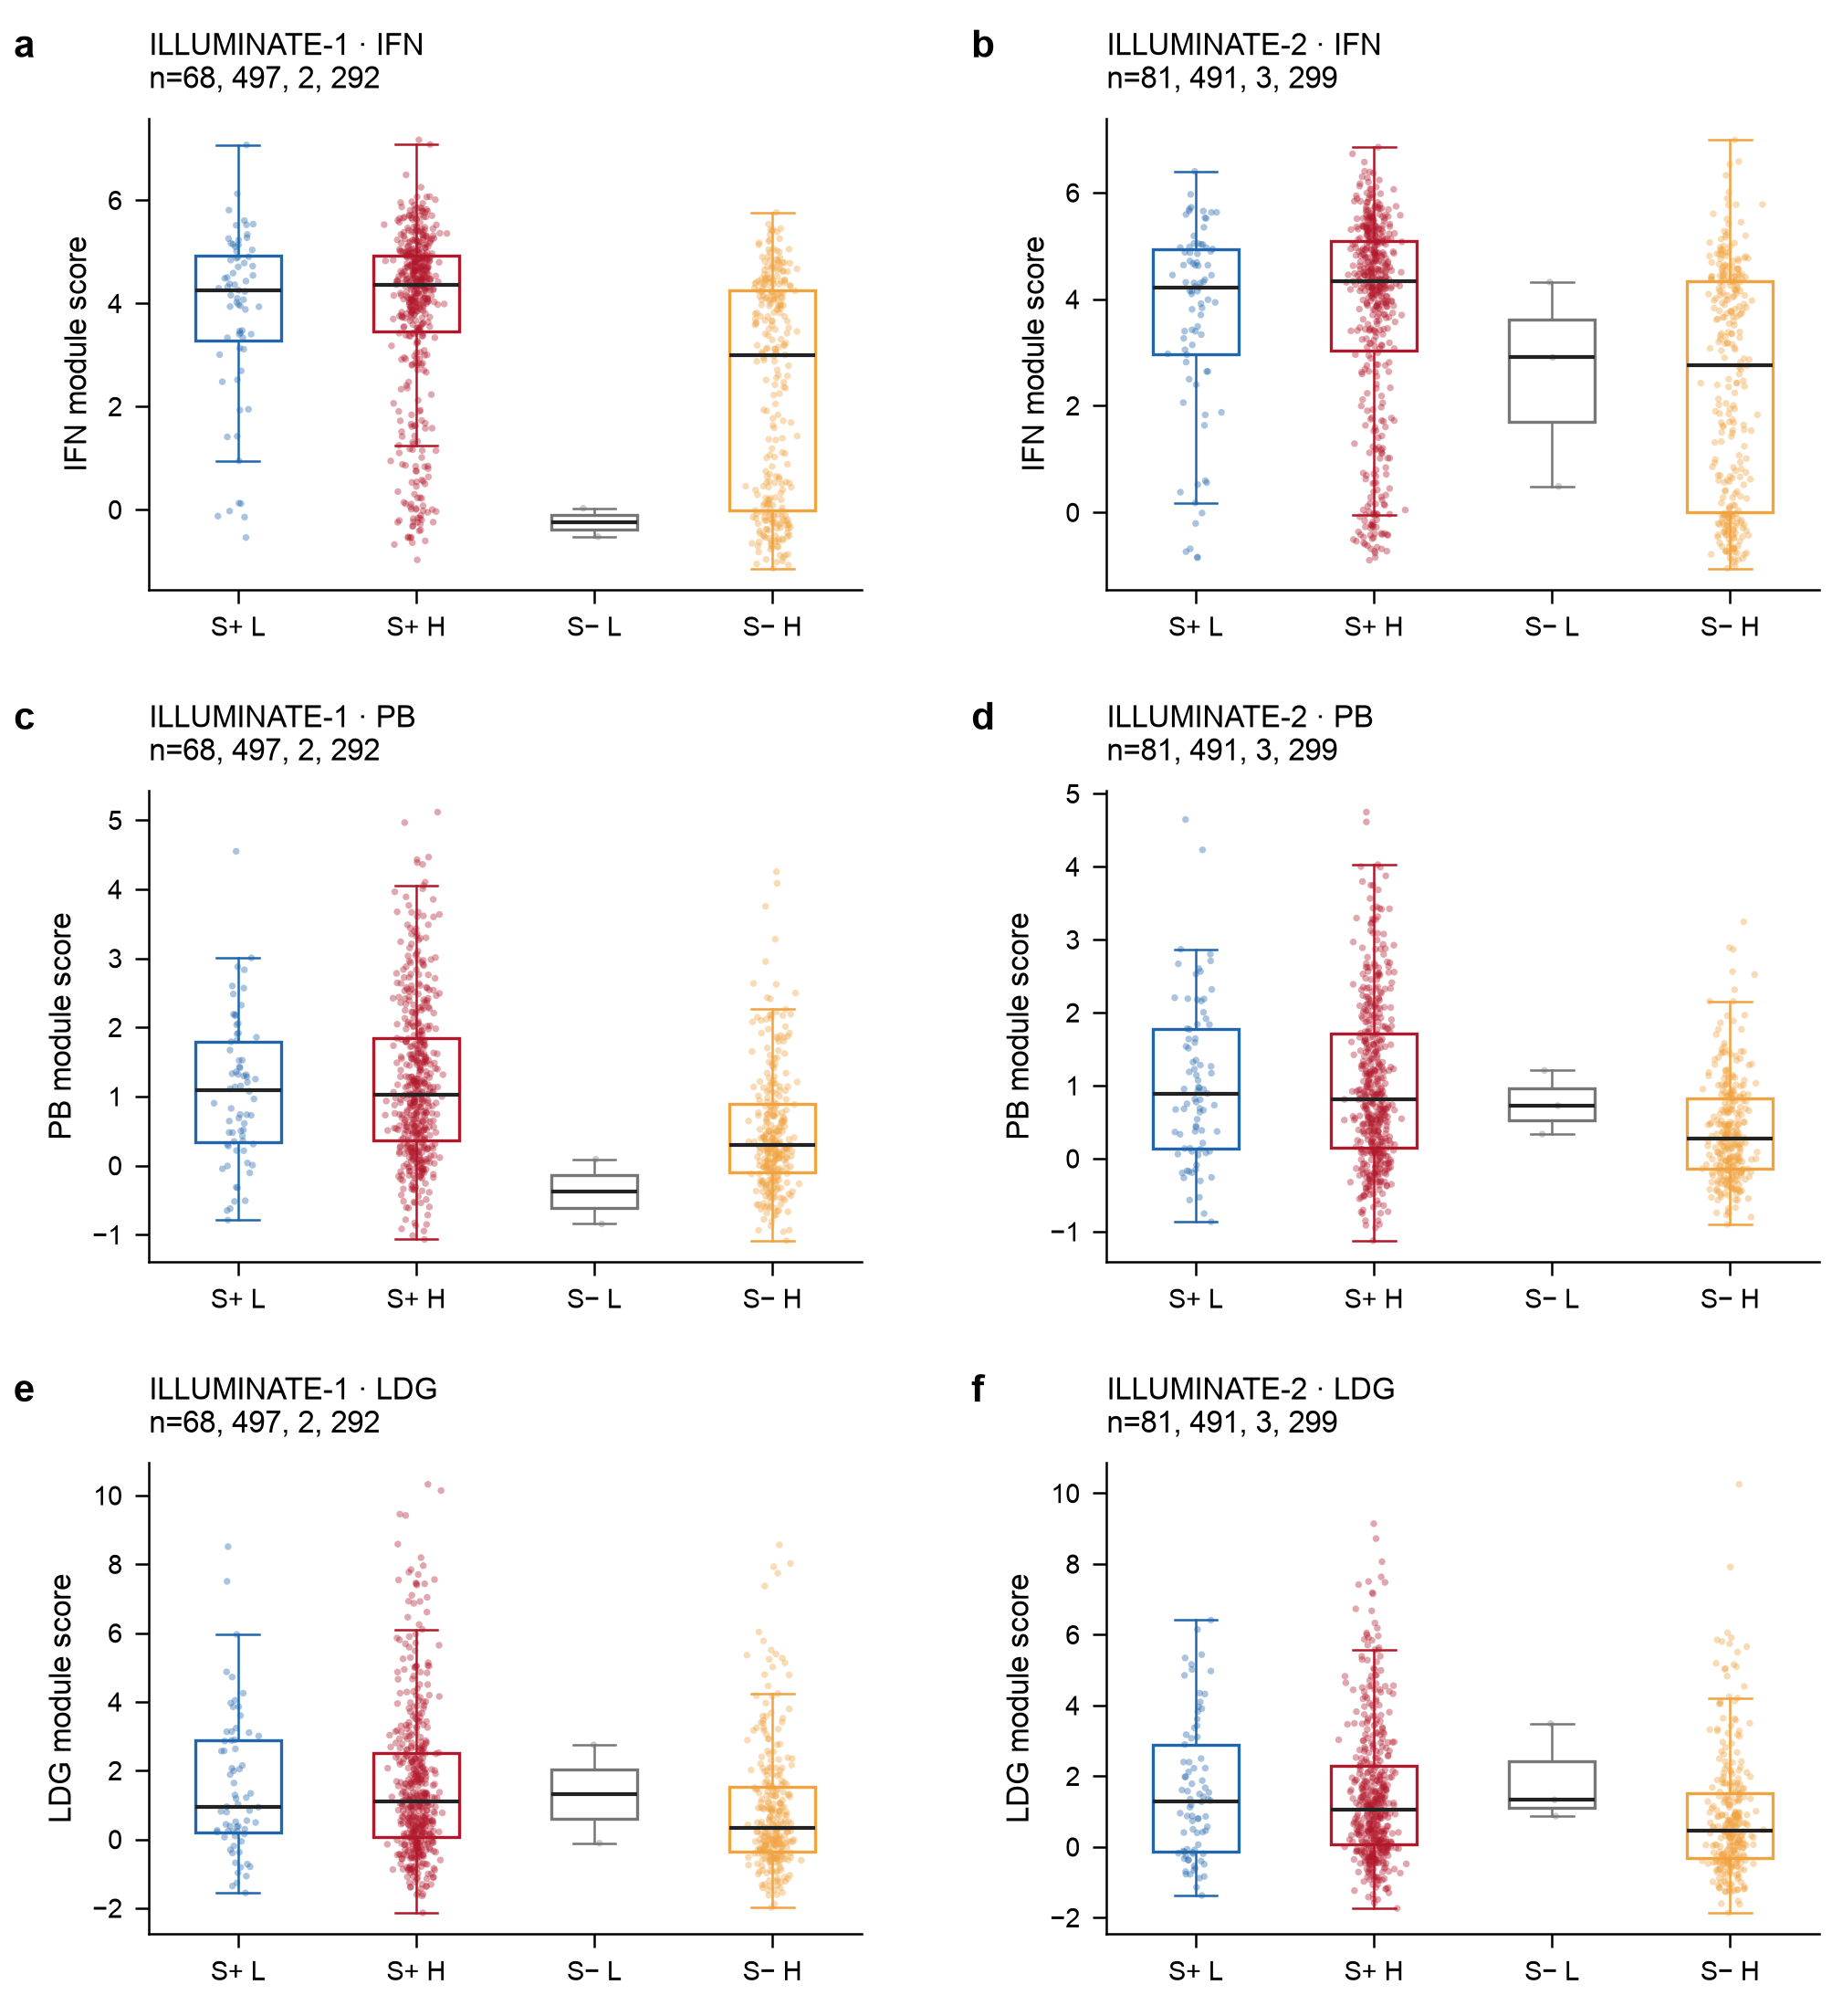 a
ILLUMINATE-1 · IFN
n=68, 497, 2, 292
IFN module score
6
4
2
0
S+ L
S+ H
S− L
S− H
b
ILLUMINATE-2 · IFN
n=81, 491, 3, 299
IFN module score
6
4
2
0
S+ L
S+ H
S− L
S− H
c
ILLUMINATE-1 · PB
n=68, 497, 2, 292
PB module score
5
4
3
2
1
0
−1
S+ L
S+ H
S− L
S− H
d
ILLUMINATE-2 · PB
n=81, 491, 3, 299
PB module score
5
4
3
2
1
0
−1
S+ L
S+ H
S− L
S− H
e
ILLUMINATE-1 · LDG
n=68, 497, 2, 292
LDG module score
10
8
6
4
2
0
−2
S+ L
S+ H
S− L
S− H
f
ILLUMINATE-2 · LDG
n=81, 491, 3, 299
LDG module score
10
8
6
4
2
0
−2
S+ L
S+ H
S− L
S− H